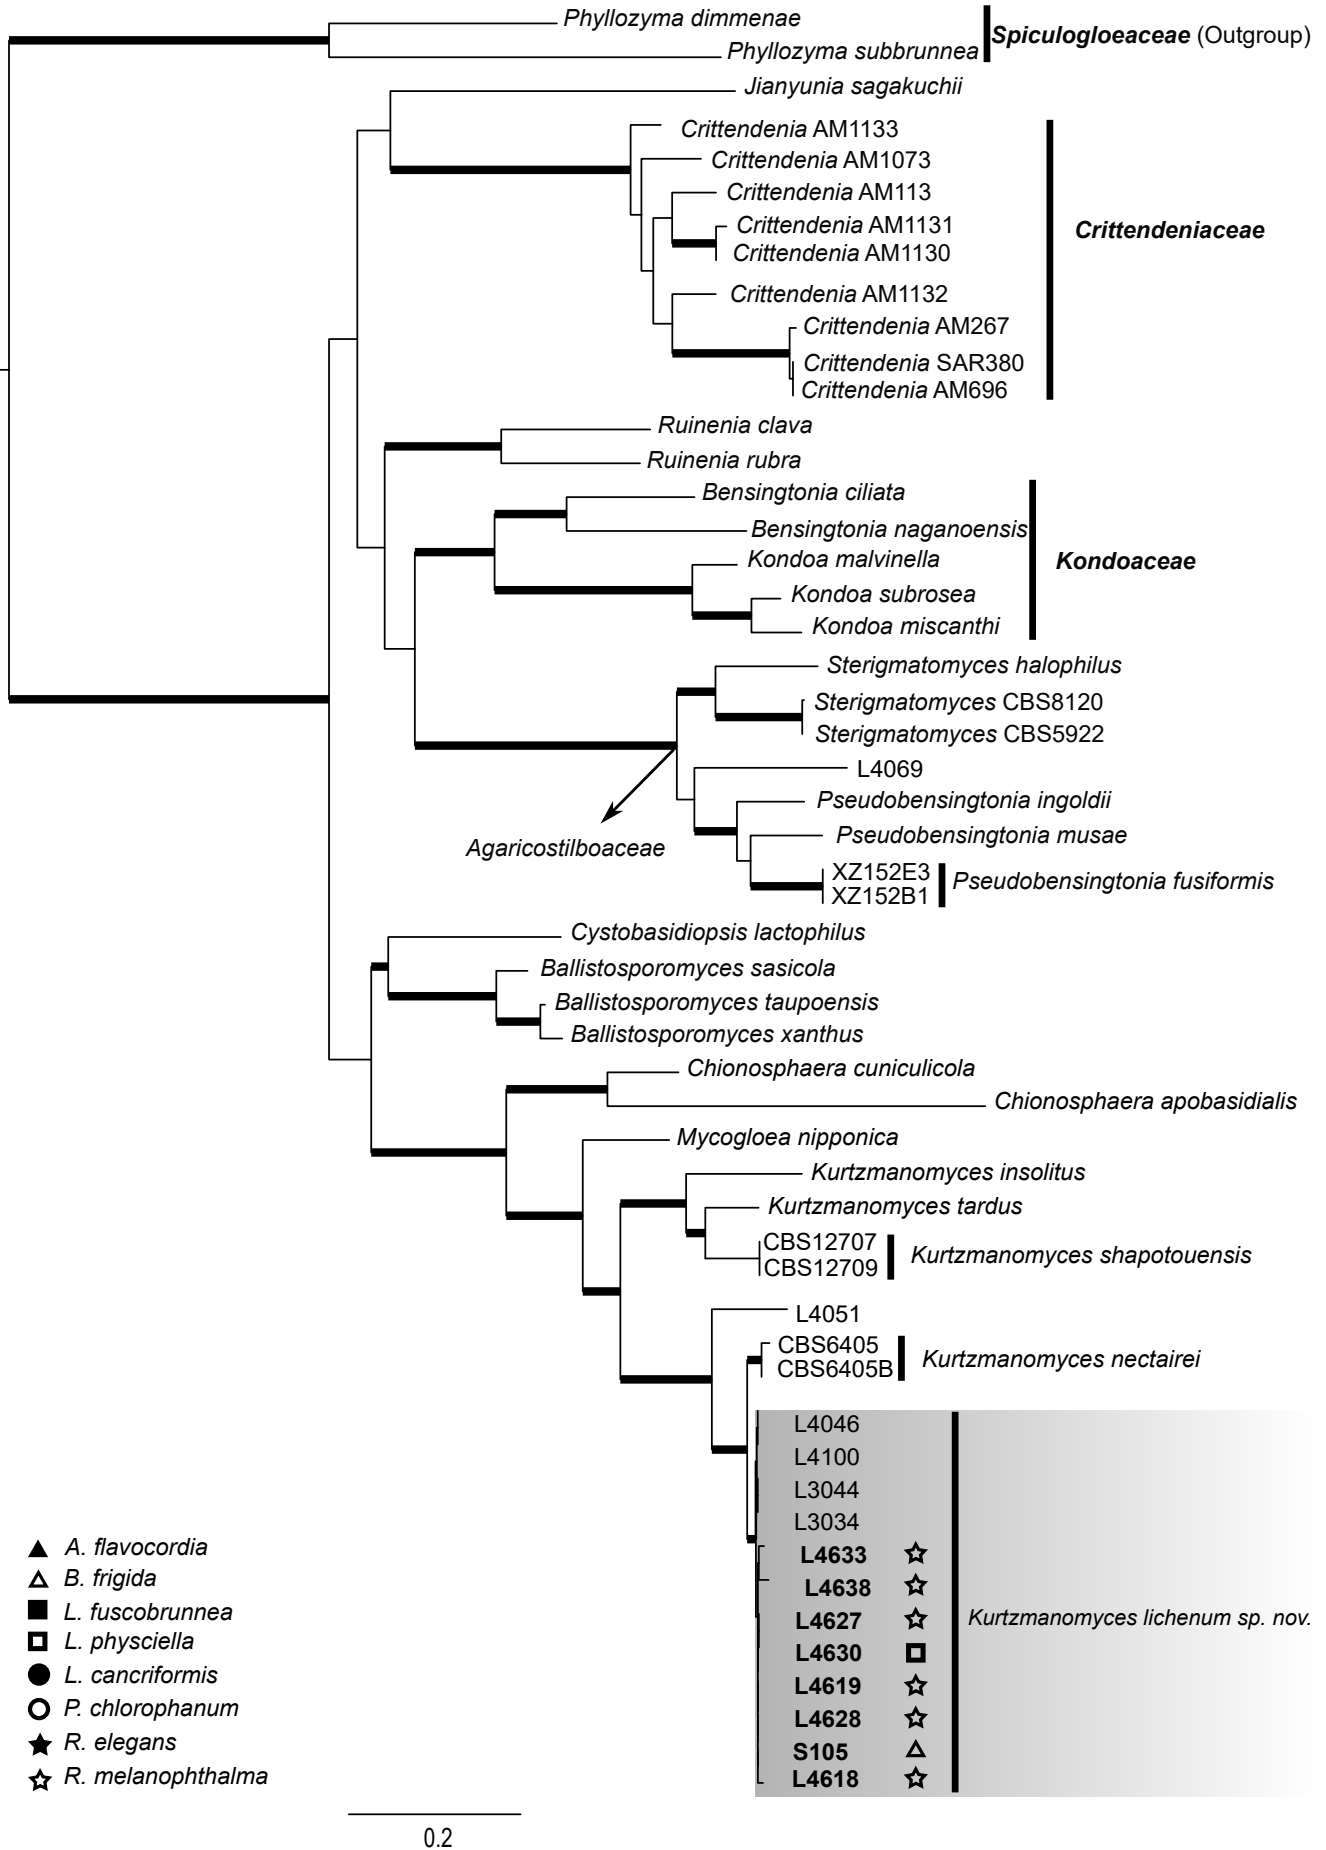 Phyllozyma dimmenae
Spiculogloeaceae (Outgroup)
Phyllozyma subbrunnea
Jianyunia sagakuchii
Crittendenia AM1133
Crittendenia AM1073
Crittendenia AM113
Crittendenia AM1131
Crittendeniaceae
Crittendenia AM1130
Crittendenia AM1132
Crittendenia AM267
Crittendenia SAR380
Crittendenia AM696
Ruinenia clava
Ruinenia rubra
Bensingtonia ciliata
Bensingtonia naganoensis
Kondoa malvinella
Kondoaceae
Kondoa subrosea
Kondoa miscanthi
Sterigmatomyces halophilus
Sterigmatomyces CBS8120
Sterigmatomyces CBS5922
L4069
Pseudobensingtonia ingoldii
Pseudobensingtonia musae
Agaricostilboaceae
XZ152E3
Pseudobensingtonia fusiformis
XZ152B1
Cystobasidiopsis lactophilus
Ballistosporomyces sasicola
Ballistosporomyces taupoensis
Ballistosporomyces xanthus
Chionosphaera cuniculicola
Chionosphaera apobasidialis
Mycogloea nipponica
Kurtzmanomyces insolitus
Kurtzmanomyces tardus
CBS12707
Kurtzmanomyces shapotouensis
CBS12709
L4051
CBS6405
Kurtzmanomyces nectairei
CBS6405B
L4046
L4100
L3044
L3034
L4633
L4638
L4627
Kurtzmanomyces lichenum sp. nov.
L4630
L4619
L4628
S105
L4618
A. flavocordia
B. frigida
L. fuscobrunnea
L. physciella
L. cancriformis
P. chlorophanum
R. elegans
R. melanophthalma
0.2